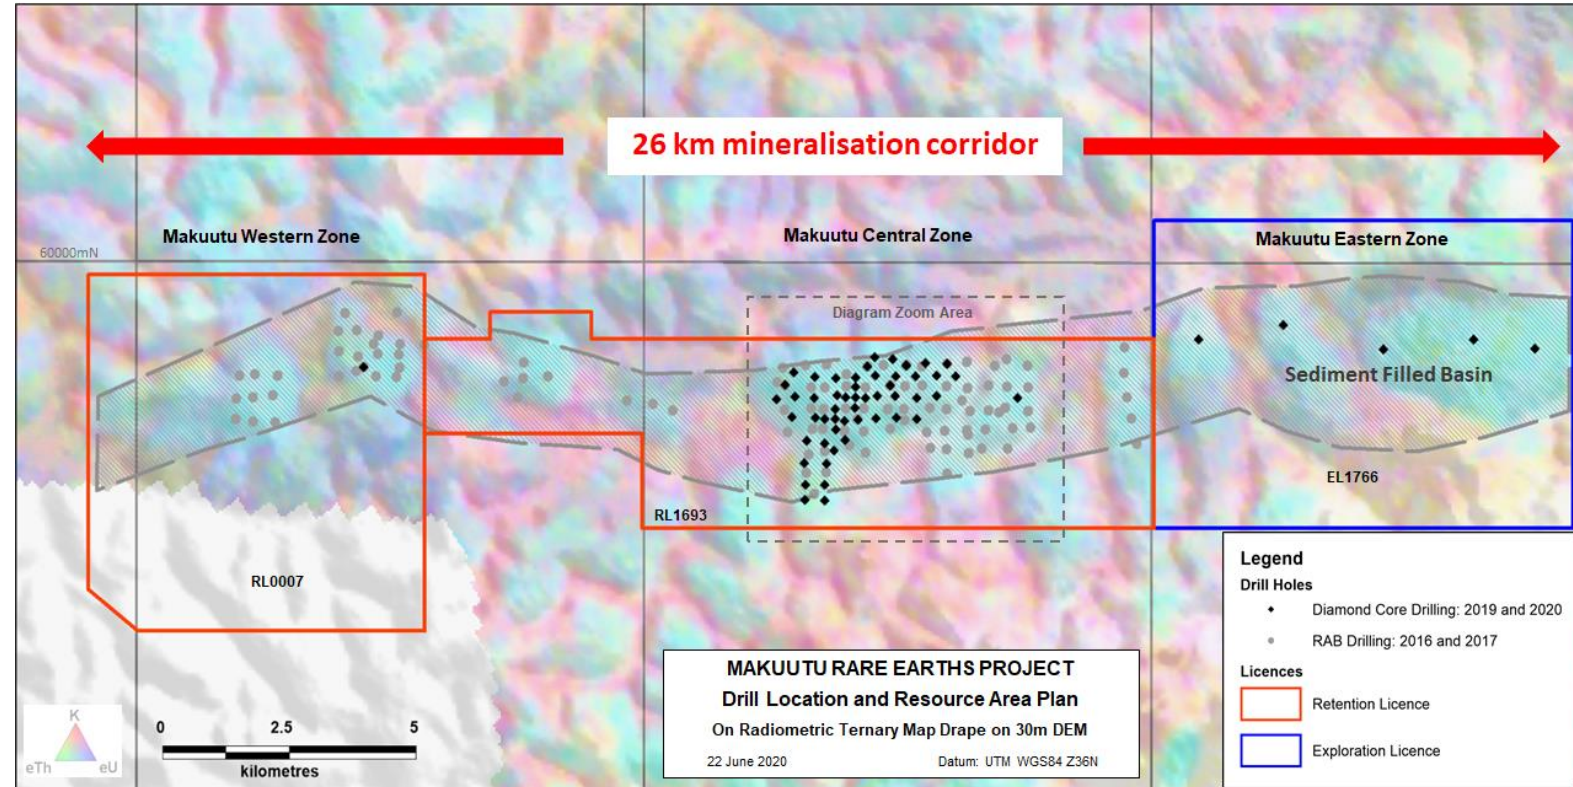 26 km mineralisation corridor
Makuutu Western Zone
Makuutu Central Zone
Makuutu Eastern Zone
60000mN
Diagram Zoom Area
Sediment Filled Basin
EL1766
RL1693
RL0007
Legend
Drill Holes
Diamond Core Drilling: 2019 and 2020
RAB Drilling: 2016 and 2017
Licences
Retention Licence
Exploration Licence
MAKUUTU RARE EARTHS PROJECT
Drill Location and Resource Area Plan
On Radiometric Ternary Map Drape on 30m DEM
22 June 2020 Datum: UTM WGS84 Z36N
K
eTh eU
0 2.5 5
kilometres